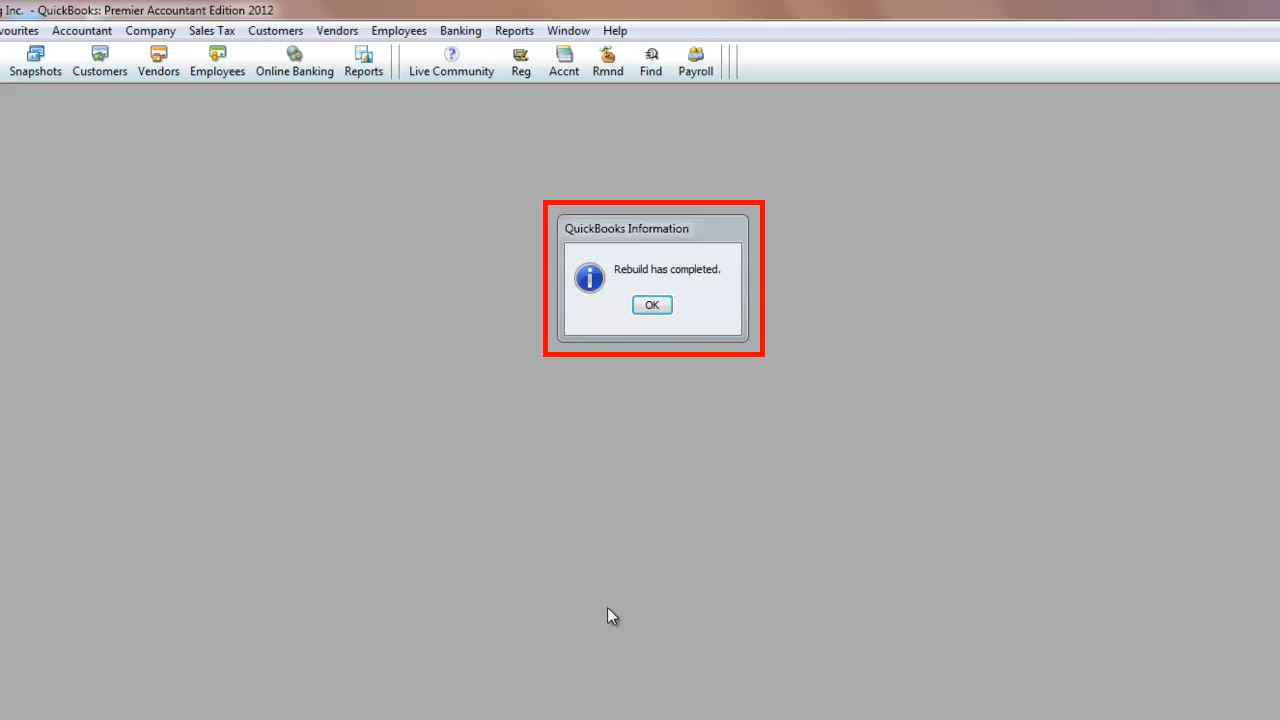 g Inc. - QuickBooks: Premier Accountant Edition 2012
vourites Accountant Company Sales Tax Customers Vendors Employees Banking Reports Window Help
Snapshots Customers Vendors Employees Online Banking Reports Live Community Reg Accnt Rmnd Find Payroll
QuickBooks Information
Rebuild has completed.
OK